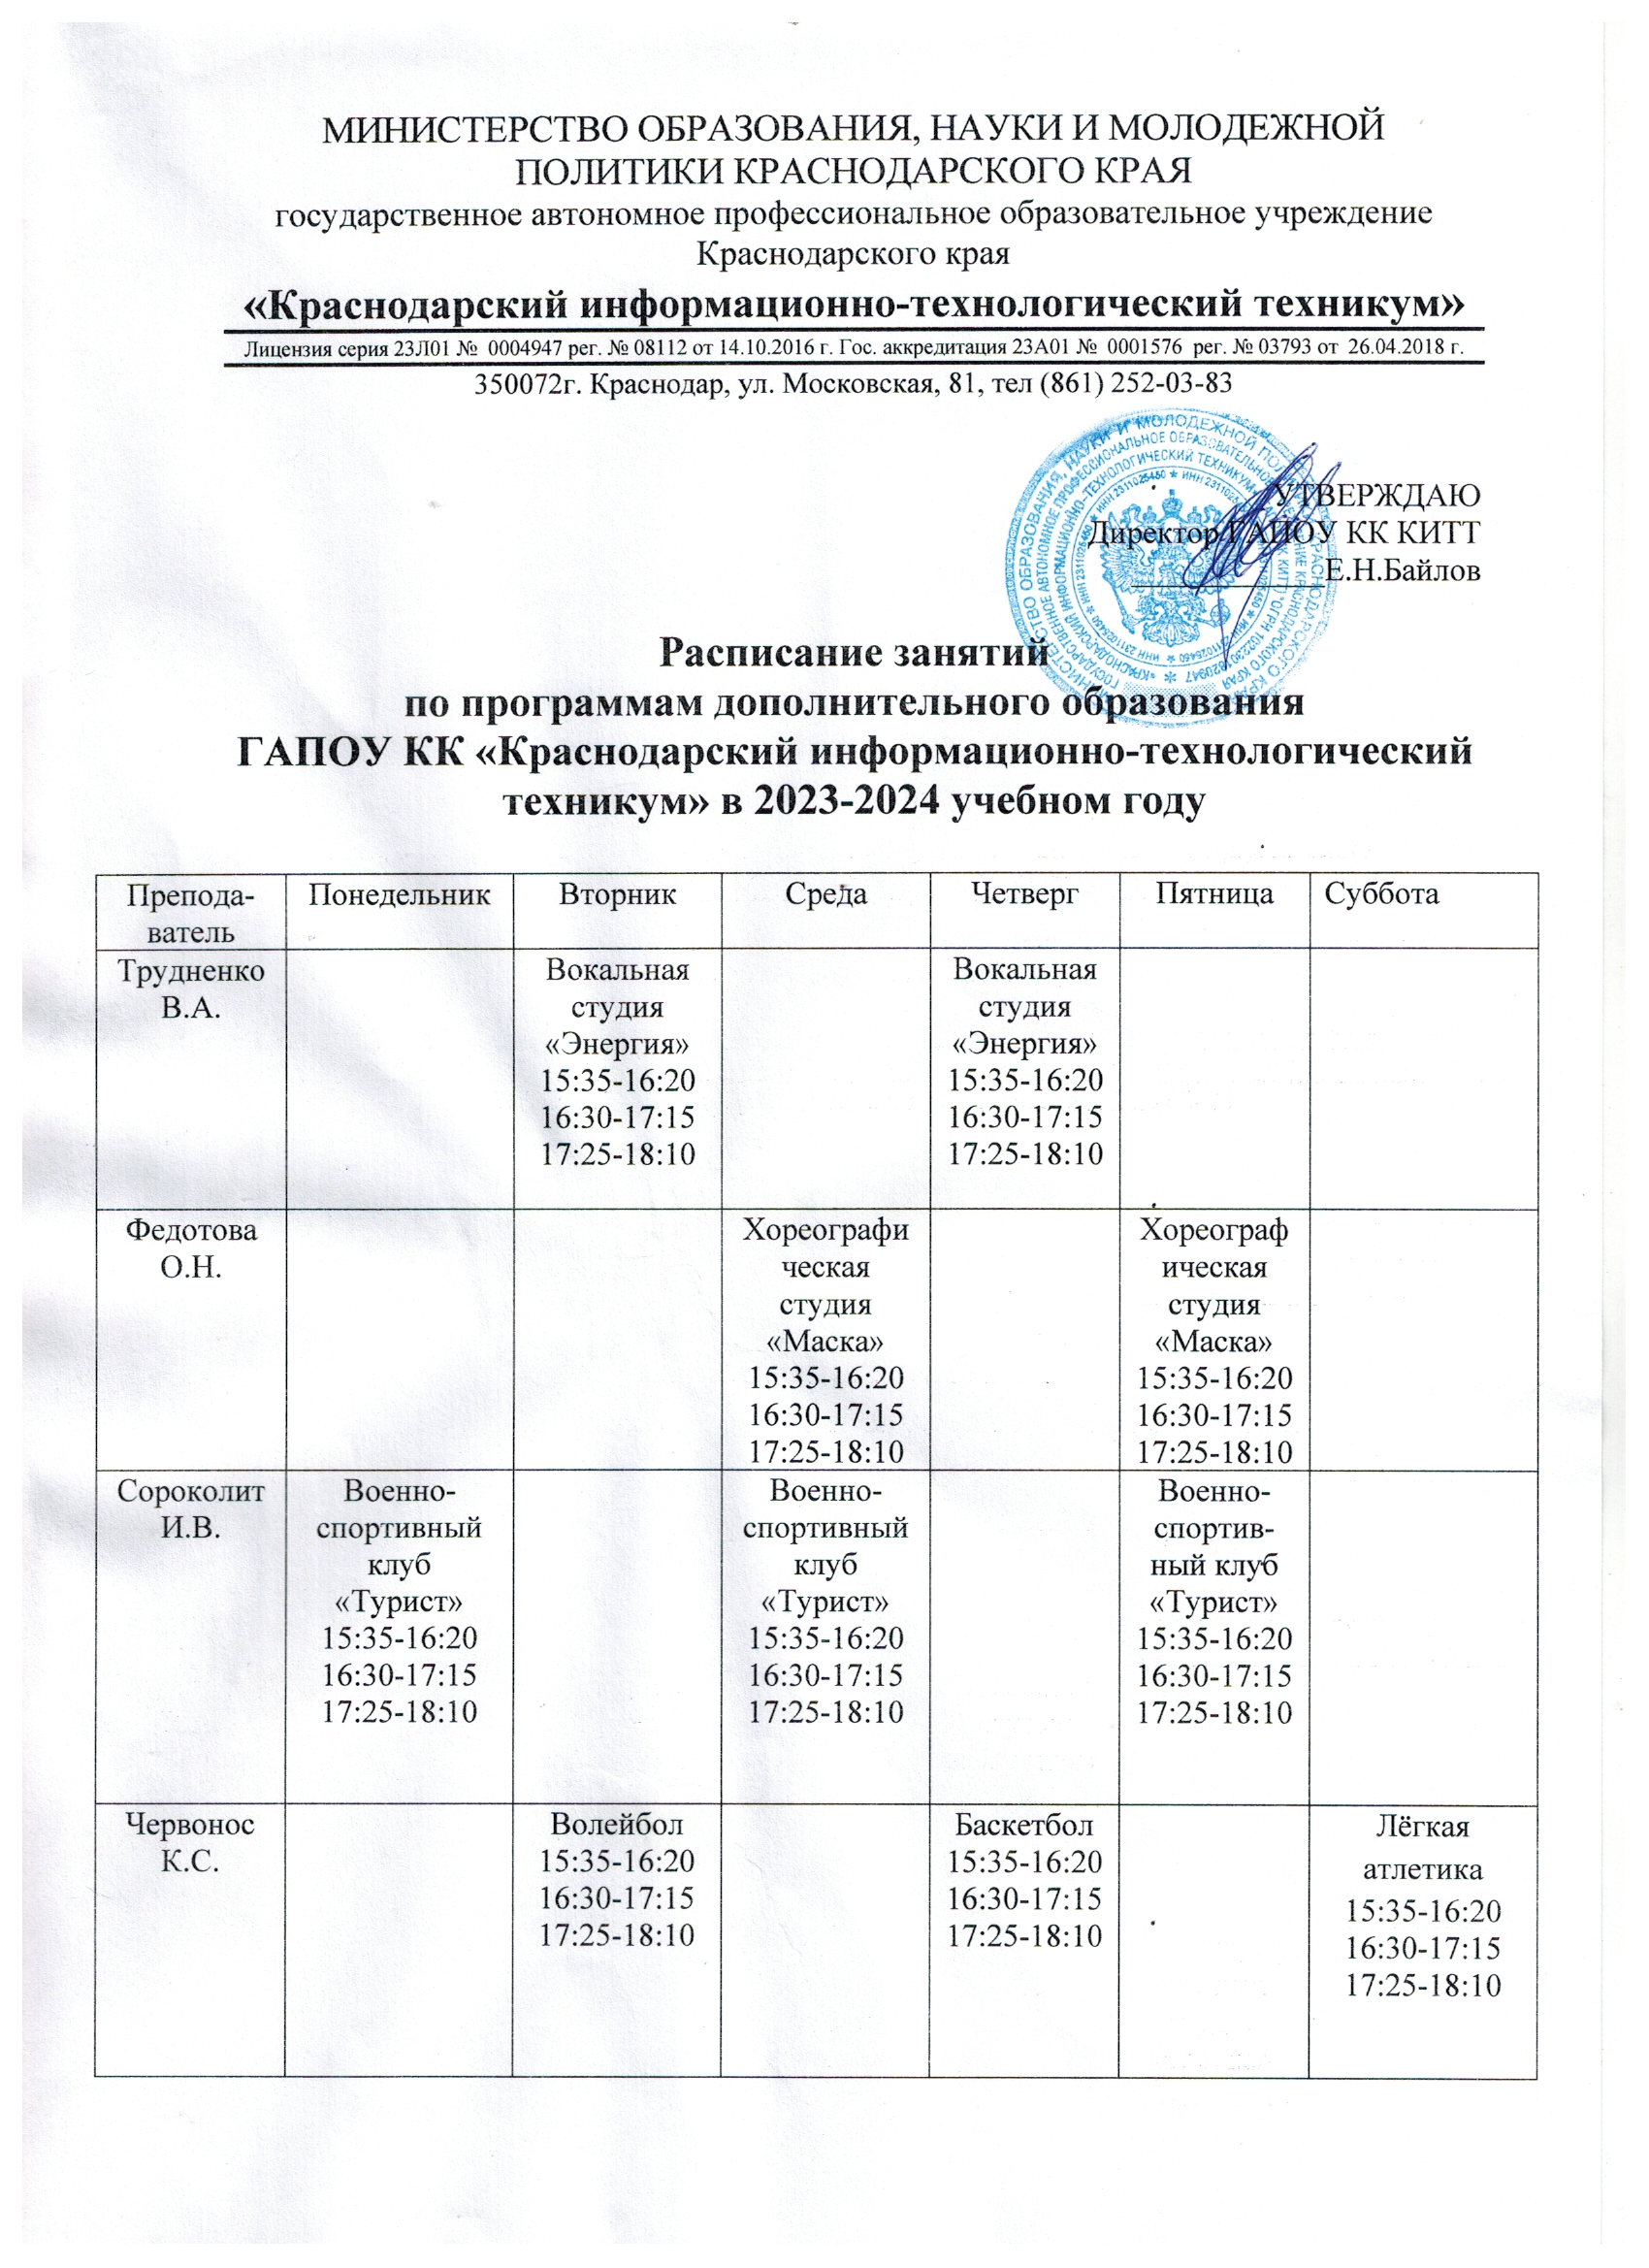 МИНИСТЕРСТВО ОБРАЗОВАНИЯ, НАУКИ И МОЛОДЕЖНОЙ
ПОЛИТИКИ КРАСНОДАРСКОГО КРАЯ
государственное автономное профессиональное образовательное учреждение
Краснодарского края
«Краснодарский информационно-технологический техникум»
Лицензия серия 23Л01 № 0004947 рег. № 08112 от 14.10.2016 г. Гос. аккредитация 23А01 № 0001576 рег. № 03793 от 26.04.2018 г.
350072г. Краснодар, ул. Московская, 81, тел (861) 252-03-83
УТВЕРЖДАЮ
Директор ГАПОУ КК КИТТ
Е.Н.Байлов
Расписание занятий
по программам дополнительного образования
ГАПОУ КК «Краснодарский информационно-технологический
техникум» в 2023-2024 учебном году
Препода-
ватель
Понедельник
Вторник
Среда
Четверг
Пятница
Суббота
Трудненко
В.А.
Вокальная
студия
«Энергия»
15:35-16:20
16:30-17:15
17:25-18:10
Вокальная
студия
«Энергия»
15:35-16:20
16:30-17:15
17:25-18:10
Федотова
О.Н.
Хореографи
ческая
студия
«Маска»
15:35-16:20
16:30-17:15
17:25-18:10
Хореограф
ическая
студия
«Маска»
15:35-16:20
16:30-17:15
17:25-18:10
Сороколит
И.В.
Военно-
спортивный
клуб
«Турист»
15:35-16:20
16:30-17:15
17:25-18:10
Военно-
спортивный
клуб
«Турист»
15:35-16:20
16:30-17:15
17:25-18:10
Военно-
спортив-
ный клуб
«Турист»
15:35-16:20
16:30-17:15
17:25-18:10
Червонос
К.С.
Волейбол
15:35-16:20
16:30-17:15
17:25-18:10
Баскетбол
15:35-16:20
16:30-17:15
17:25-18:10
Лёгкая
атлетика
15:35-16:20
16:30-17:15
17:25-18:10